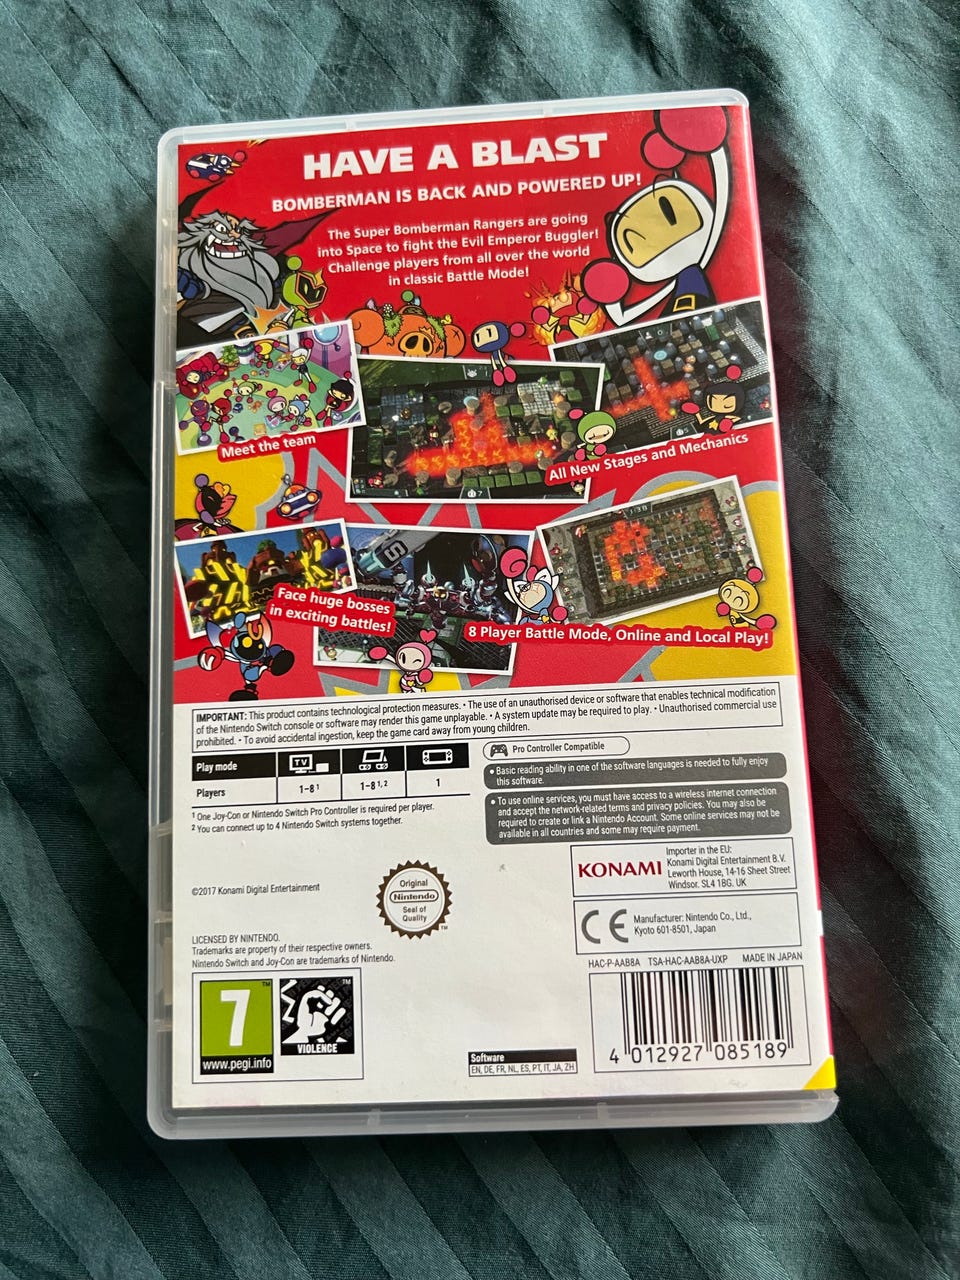 HAVE A BLAST
BOMBERMAN IS BACK AND POWERED UP!
The Super Bomberman Rangers are going
into Space to fight the Evil Emperor Buggler!
Challenge players from all over the world
in classic Battle Mode!
Meet the team
All New Stages and Mechanics
Face huge bosses
in exciting battles!
8 Player Battle Mode, Online and Local Play!
IMPORTANT: This product contains technological protection measures. • The use of an unauthorised device or software that enables technical modification
of the Nintendo Switch console or software may render this game unplayable. • A system update may be required to play. • Unauthorised commercial use
prohibited. • To avoid accidental ingestion, keep the game card away from young children.
Play mode
TV
Players
1-8¹
1-8¹,²
1
¹ One Joy-Con or Nintendo Switch Pro Controller is required per player.
² You can connect up to 4 Nintendo Switch systems together.
Pro Controller Compatible
• Basic reading ability in one of the software languages is needed to fully enjoy
this software.
• To use online services, you must have access to a wireless internet connection
and accept the network-related terms and privacy policies. You may also be
required to create or link a Nintendo Account. Some online services may not be
available in all countries and some may require payment.
KONAMI
Importer in the EU:
Konami Digital Entertainment B.V.
Leworth House, 14-16 Sheet Street
Windsor. SL4 1BG. UK
©2017 Konami Digital Entertainment
Original
Nintendo
Seal of
Quality
TM
CE
Manufacturer: Nintendo Co., Ltd.,
Kyoto 601-8501, Japan
LICENSED BY NINTENDO.
Trademarks are property of their respective owners.
Nintendo Switch and Joy-Con are trademarks of Nintendo.
HAC-P-AAB8A TSA-HAC-AAB8A-UXP MADE IN JAPAN
7
TM
www.pegi.info
TM
VIOLENCE
Software
EN, DE, FR, NL, ES, PT, IT, JA, ZH
4 012927 085189